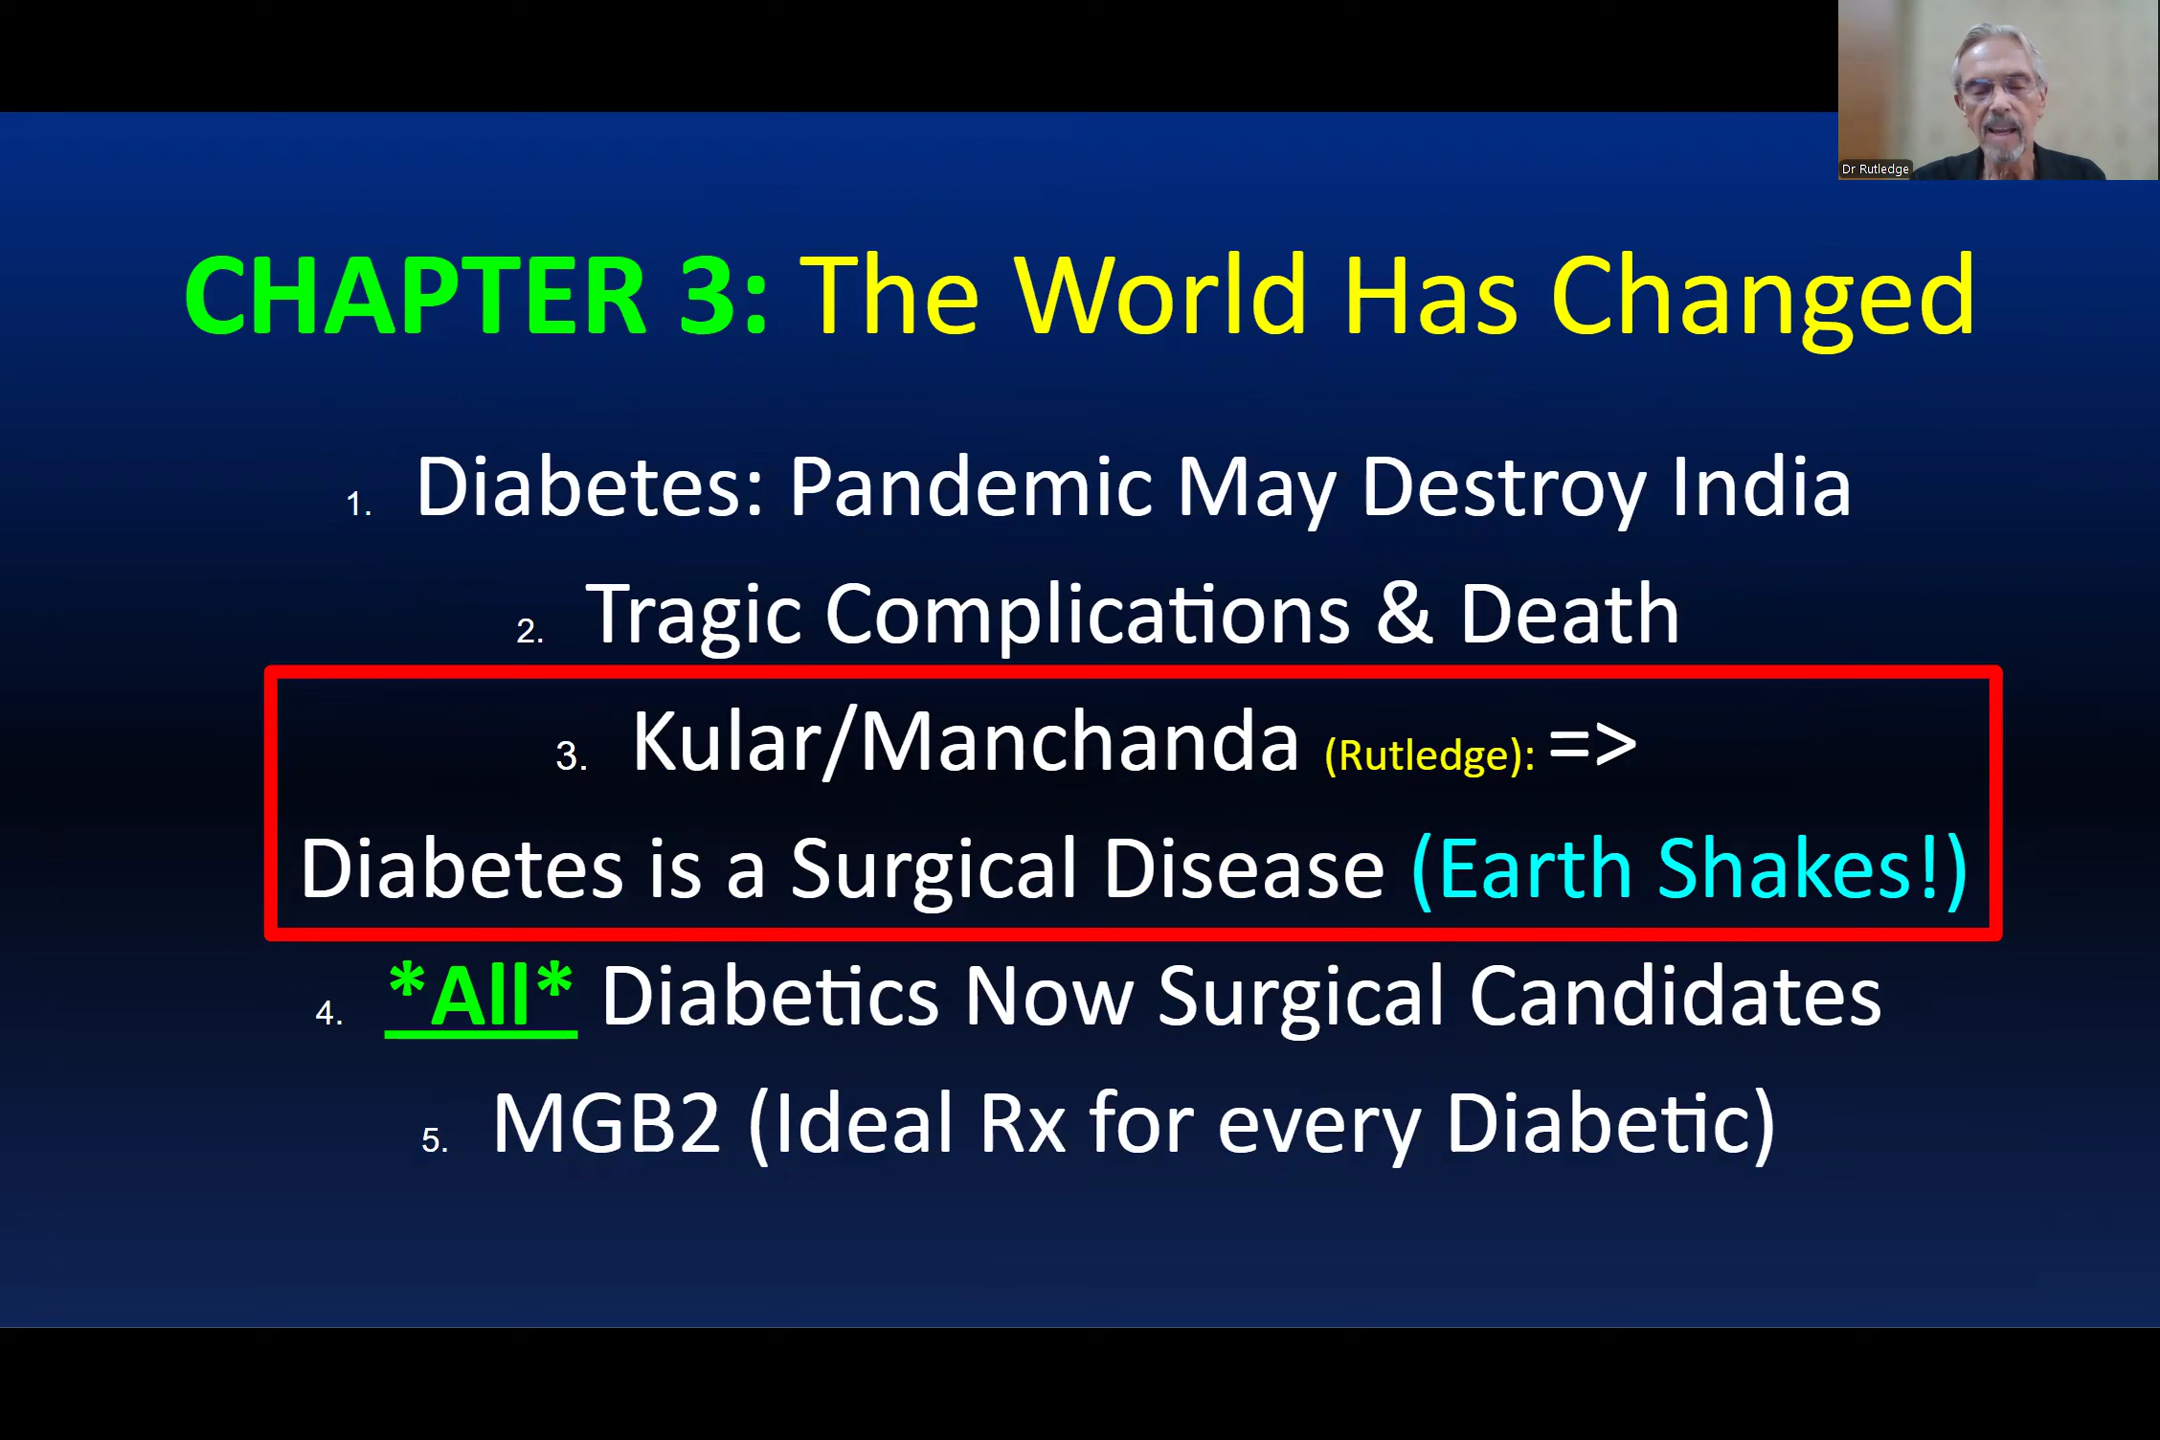 Dr Rutledge
CHAPTER 3: The World Has Changed
1. Diabetes: Pandemic May Destroy India
2. Tragic Complications & Death
3. Kular/Manchanda (Rutledge): =>
Diabetes is a Surgical Disease (Earth Shakes!)
4. *All* Diabetics Now Surgical Candidates
5. MGB2 (Ideal Rx for every Diabetic)